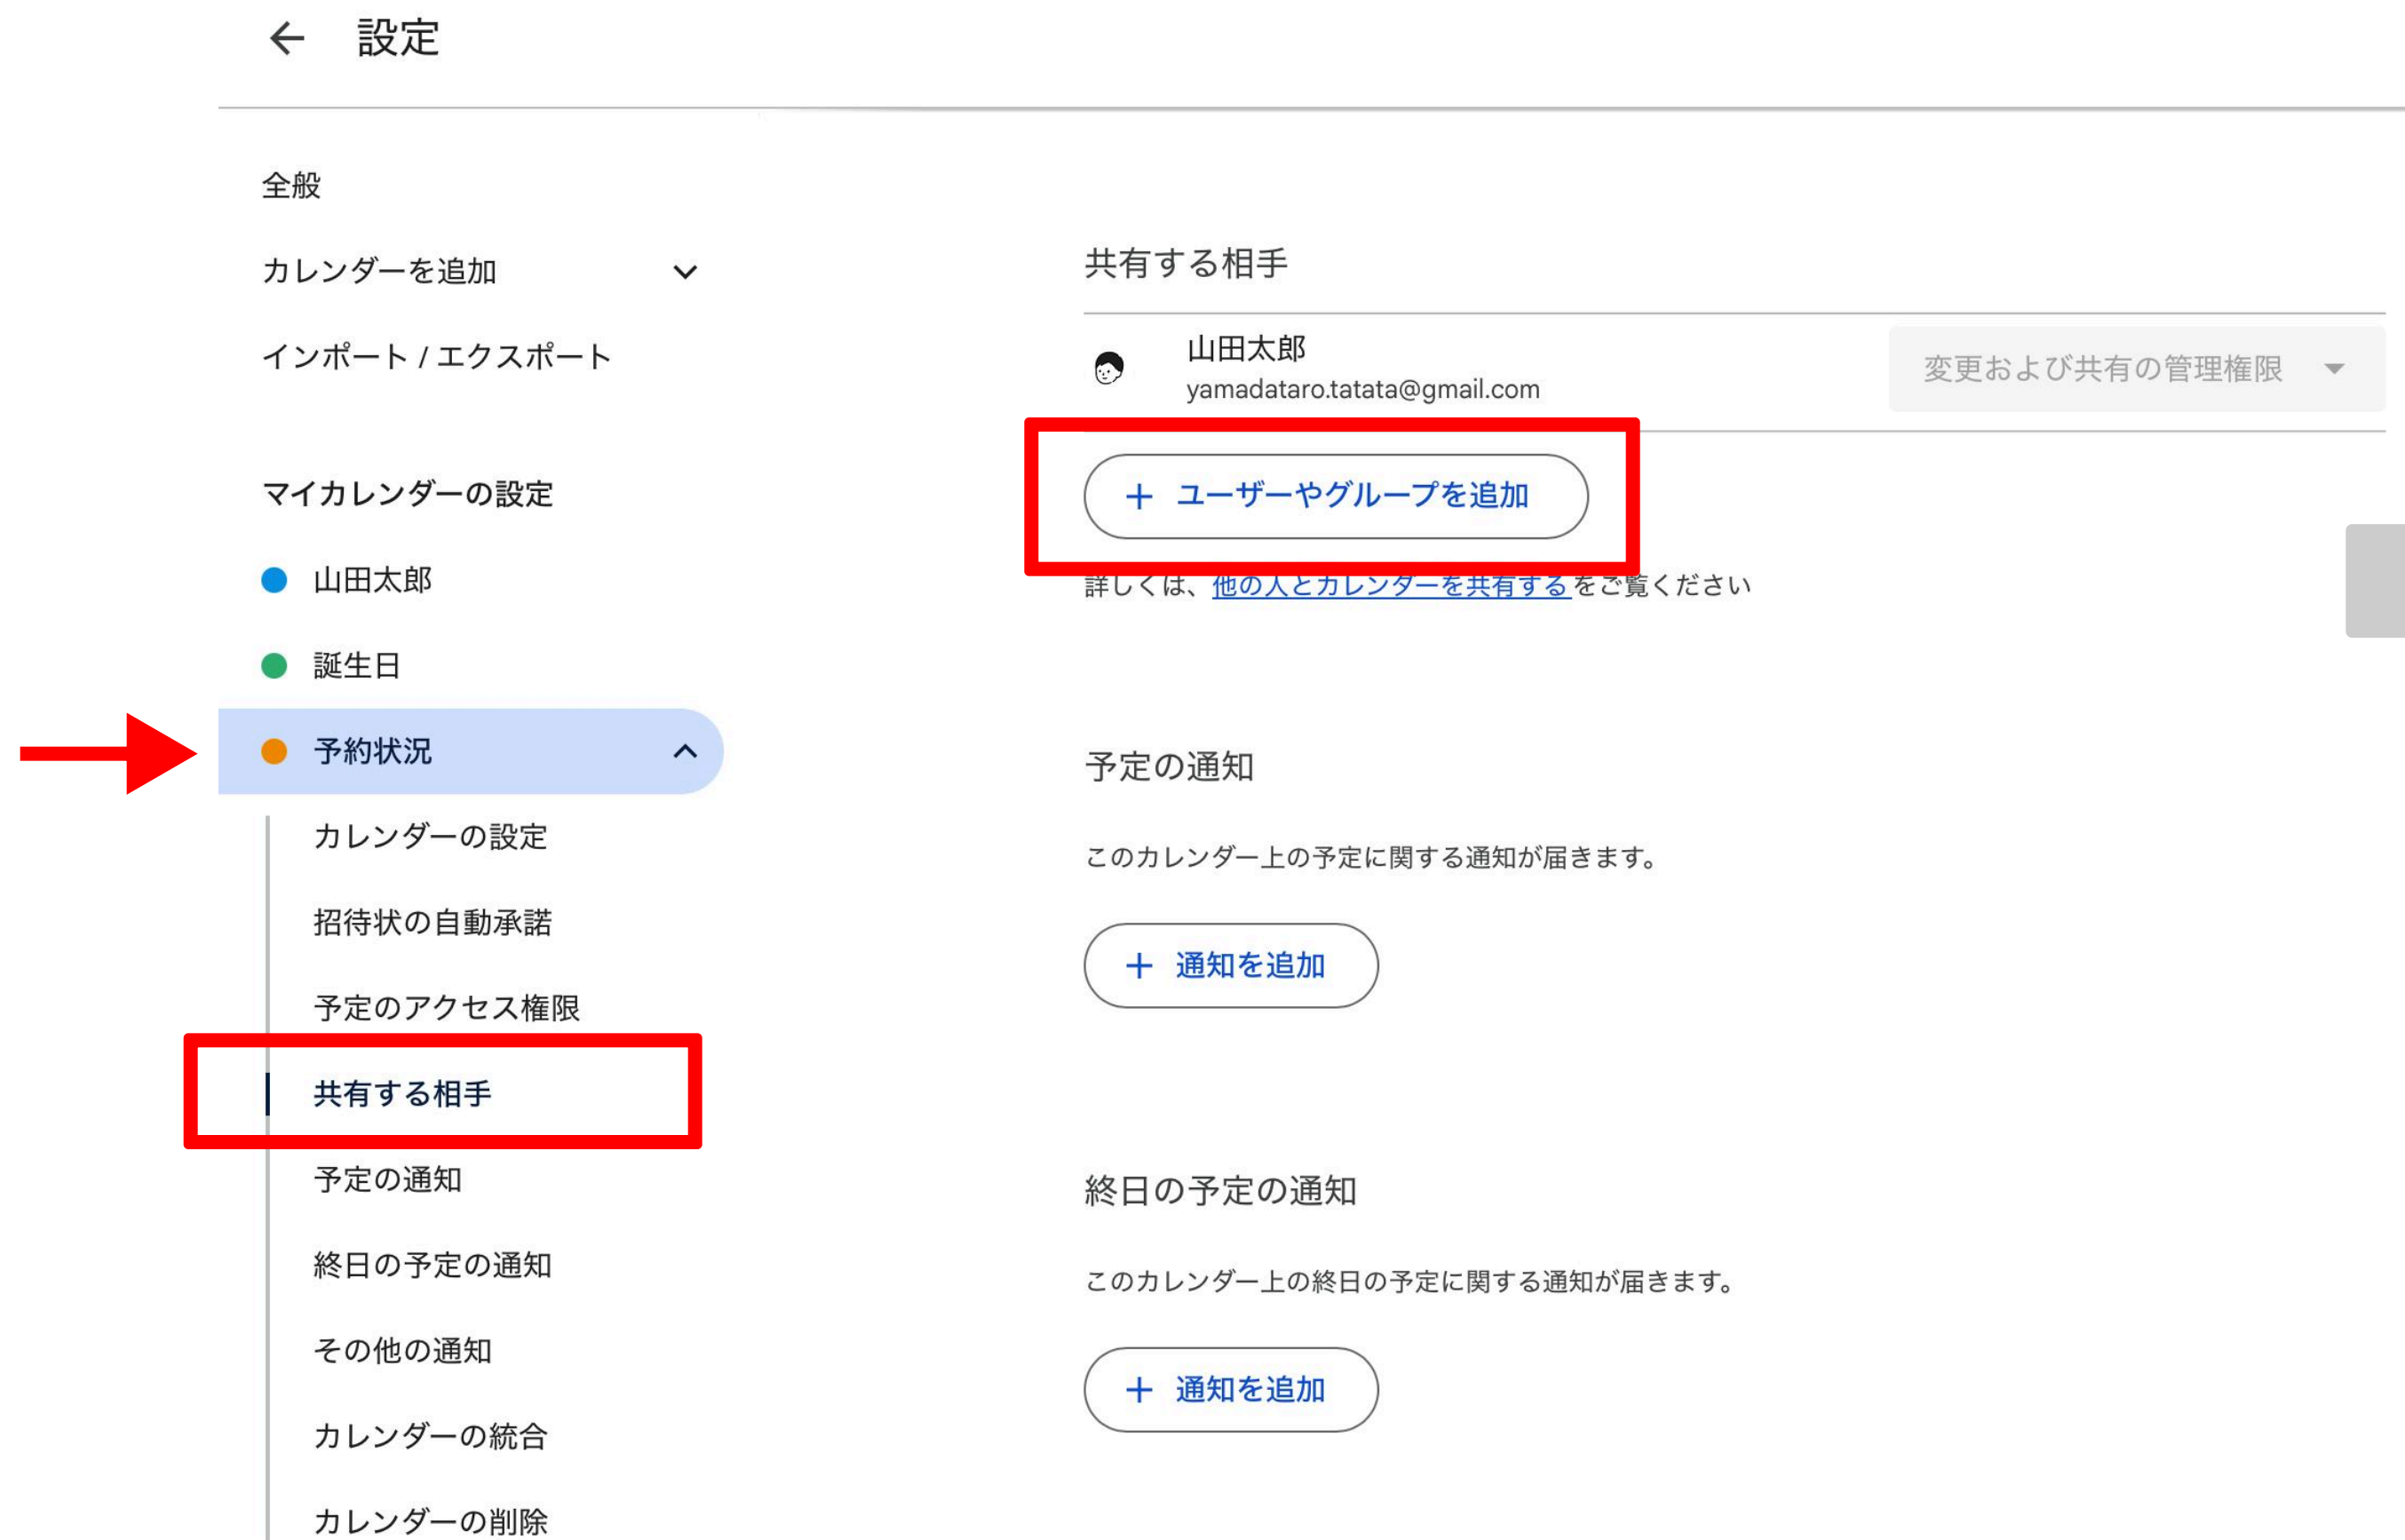 設定
全般
カレンダーを追加
インポート / エクスポート
マイカレンダーの設定
山田太郎
誕生日
予約状況
カレンダーの設定
招待状の自動承諾
予定のアクセス権限
共有する相手
予定の通知
終日の予定の通知
その他の通知
カレンダーの統合
カレンダーの削除
共有する相手
山田太郎
yamadataro.tatata@gmail.com
変更および共有の管理権限
+ ユーザーやグループを追加
詳しくは、他の人とカレンダーを共有する をご覧ください
予定の通知
このカレンダー上の予定に関する通知が届きます。
+ 通知を追加
終日の予定の通知
このカレンダー上の終日の予定に関する通知が届きます。
+ 通知を追加